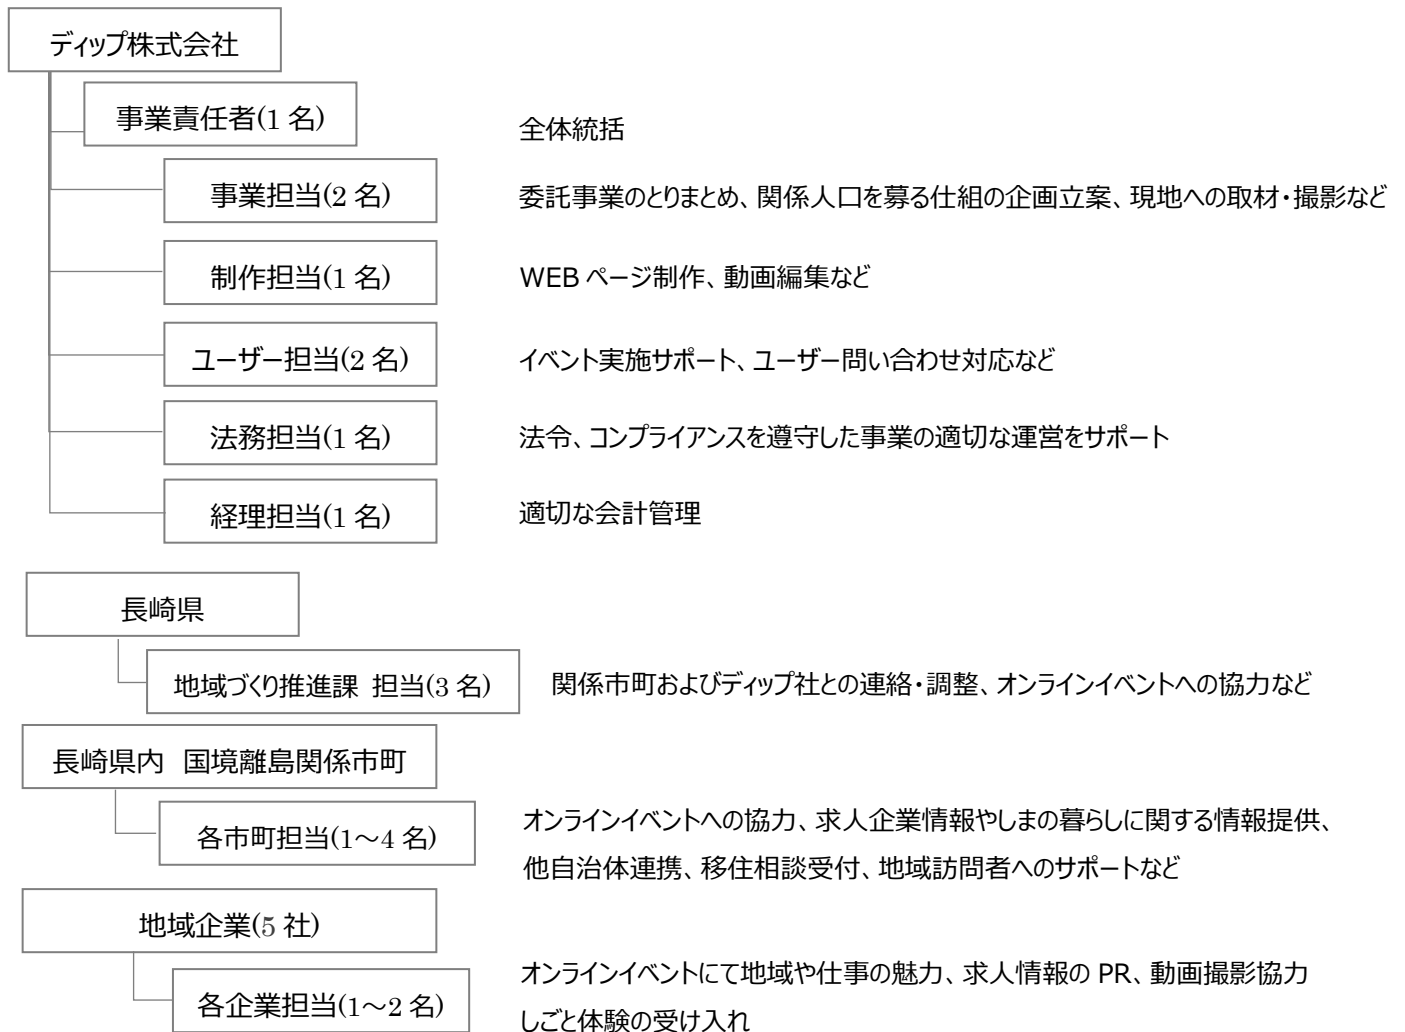 ディップ株式会社
事業責任者(1 名)
全体統括
事業担当(2 名)
委託事業のとりまとめ、関係人口を募る仕組の企画立案、現地への取材・撮影など
制作担当(1 名)
WEB ページ制作、動画編集など
ユーザー担当(2 名)
イベント実施サポート、ユーザー問い合わせ対応など
法務担当(1 名)
法令、コンプライアンスを遵守した事業の適切な運営をサポート
経理担当(1 名)
適切な会計管理
長崎県
地域づくり推進課 担当(3 名)
関係市町およびディップ社との連絡・調整、オンラインイベントへの協力など
長崎県内　国境離島関係市町
各市町担当(1～4 名)
オンラインイベントへの協力、求人企業情報やしまの暮らしに関する情報提供、
他自治体連携、移住相談受付、地域訪問者へのサポートなど
地域企業(5 社)
各企業担当(1～2 名)
オンラインイベントにて地域や仕事の魅力、求人情報の PR、動画撮影協力
しごと体験の受け入れ